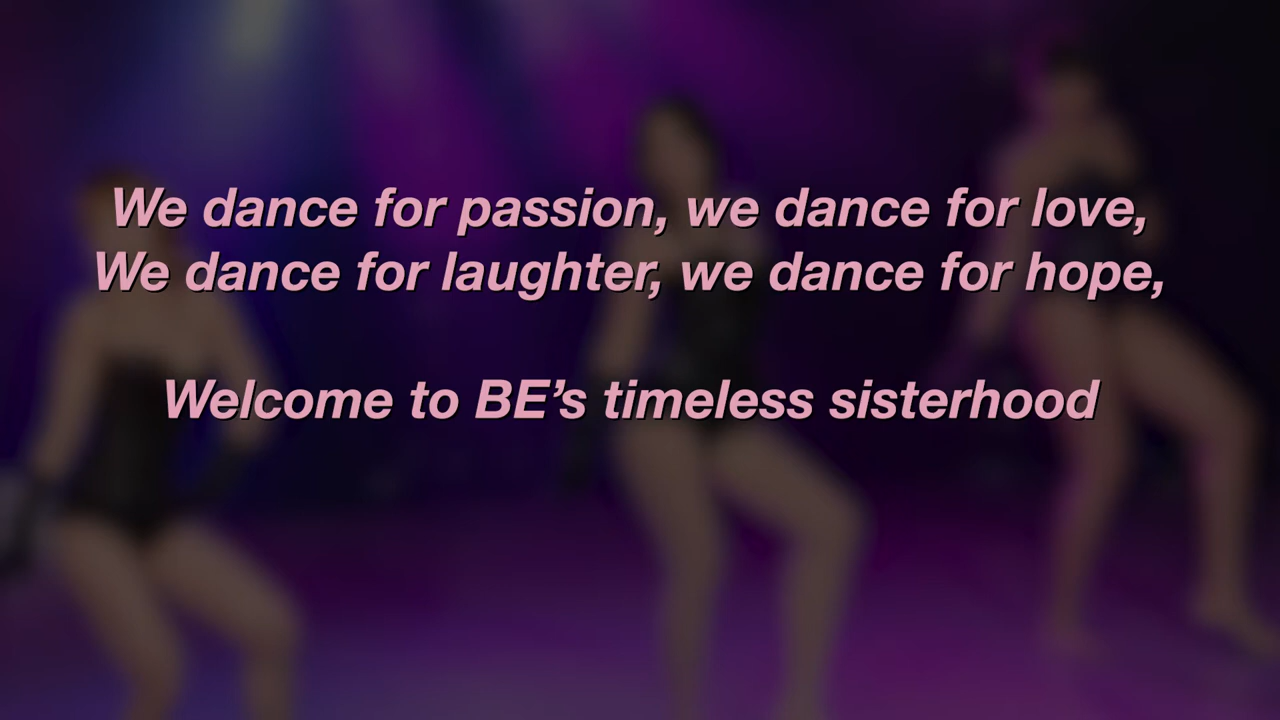 We dance for passion, we dance for love,
We dance for laughter, we dance for hope,
Welcome to BE’s timeless sisterhood